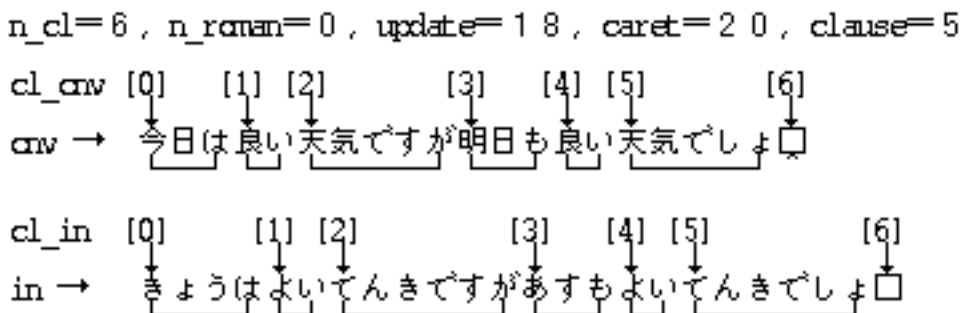 n_cl=6, n_roman=0, update=18, caret=20, clause=5
cl_cnv [0] [1] [2] [3] [4] [5] [6]
cnv → 今日は良い天気ですが明日も良い天気でしょ□
cl_in [0] [1] [2] [3] [4] [5] [6]
in → きょうはよいてんきですがあすもよいてんきでしょ□